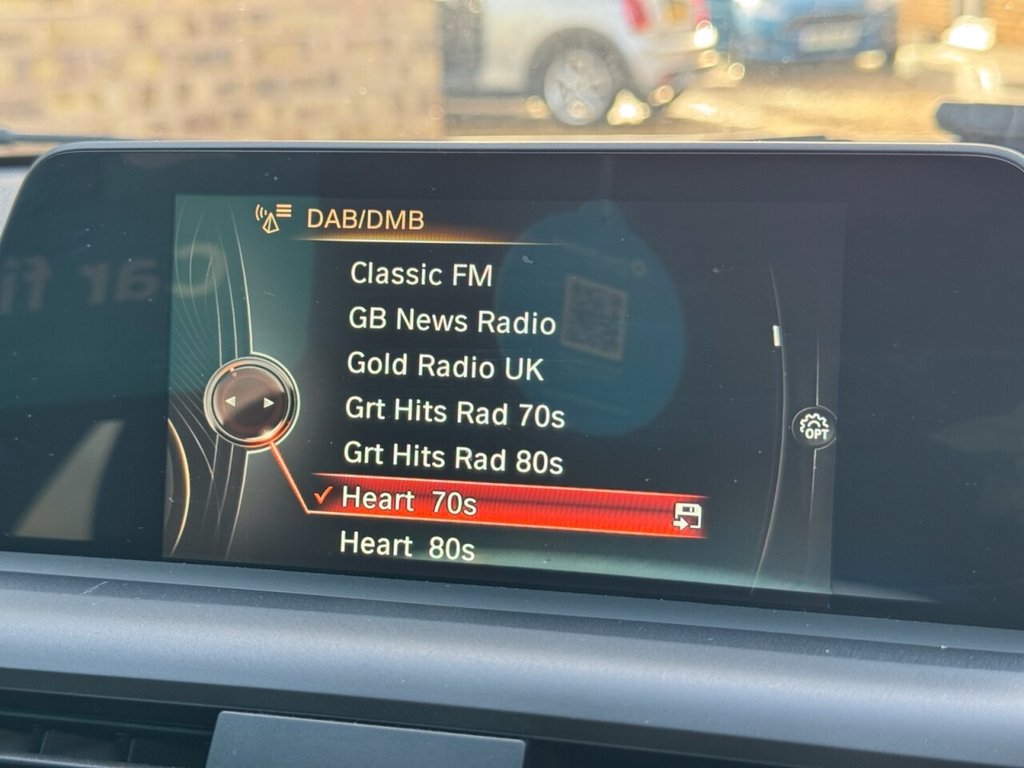 DAB/DMB
Classic FM
GB News Radio
Gold Radio UK
Grt Hits Rad 70s
OPT
Grt Hits Rad 80s
Heart 70s
Heart 80s